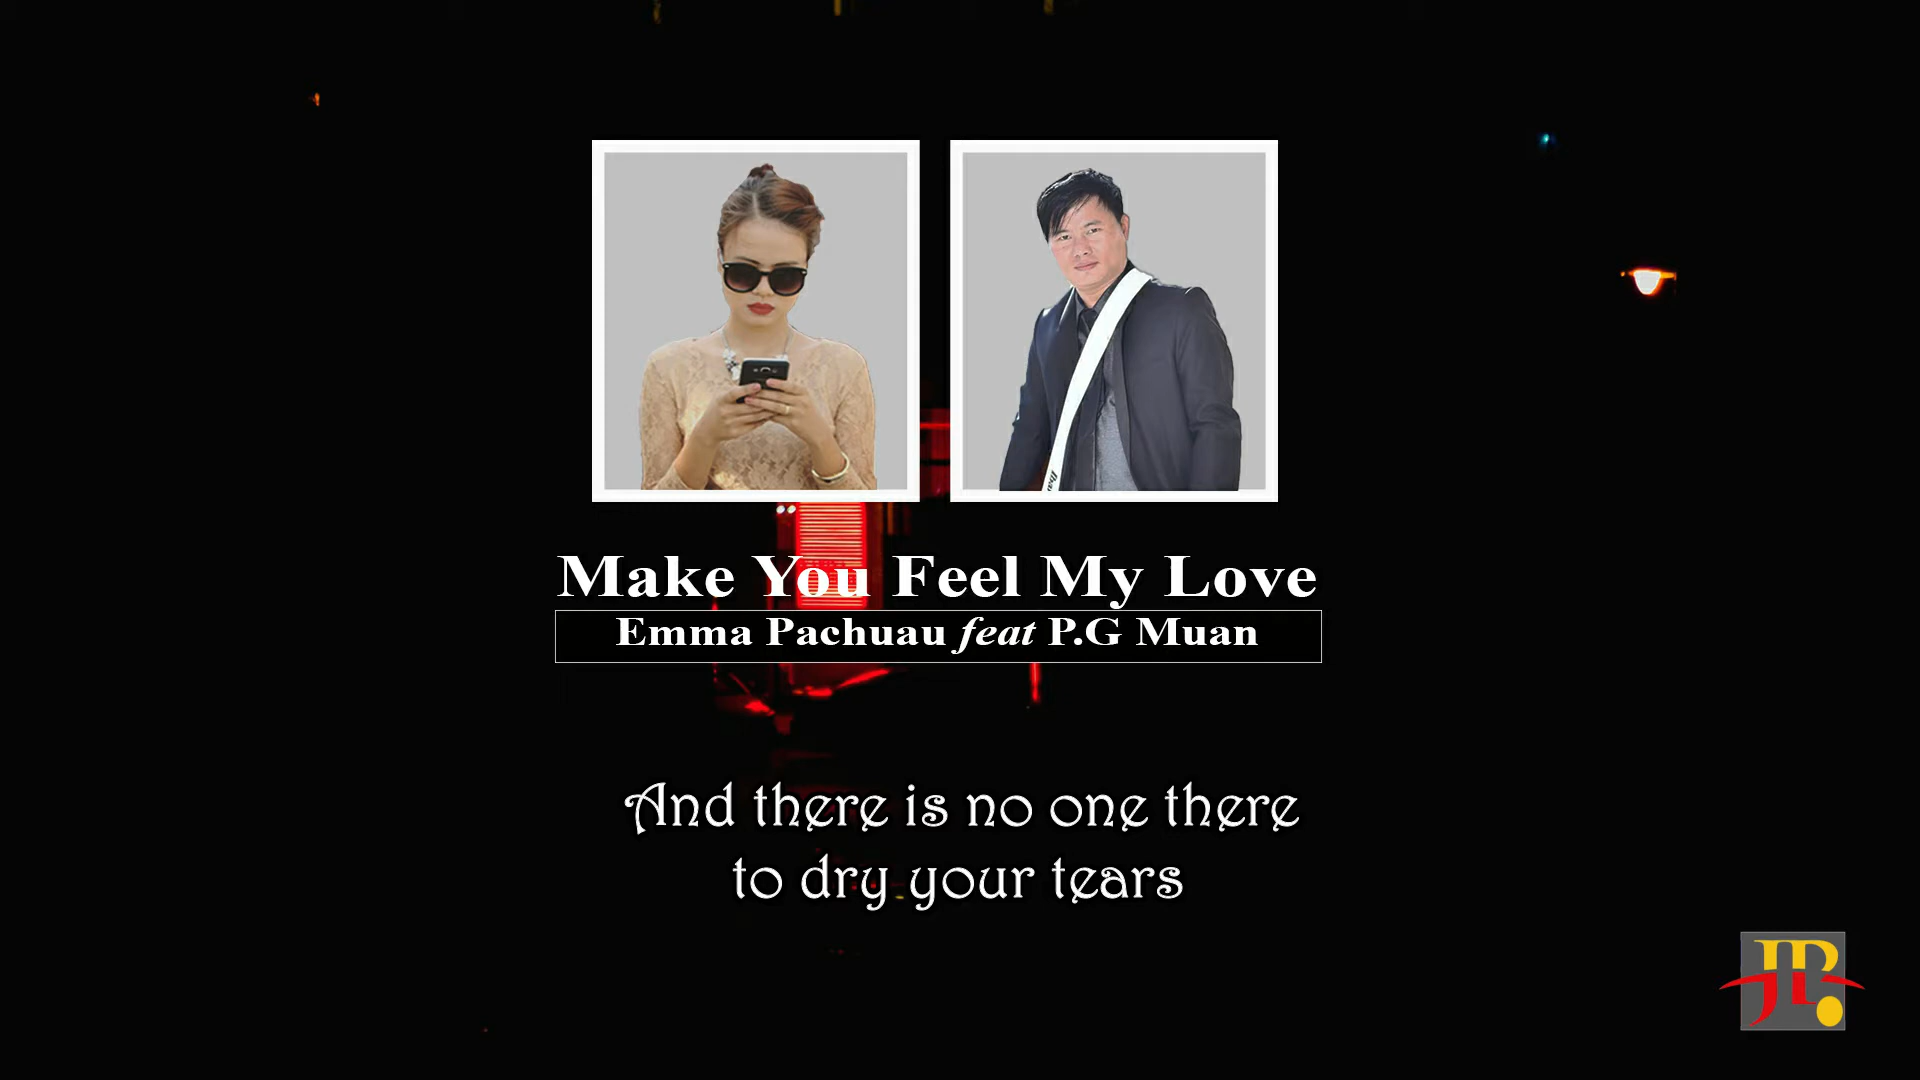 Make You Feel My Love
Emma Pachuau feat P.G Muan
And there is no one there
to dry your tears
JP